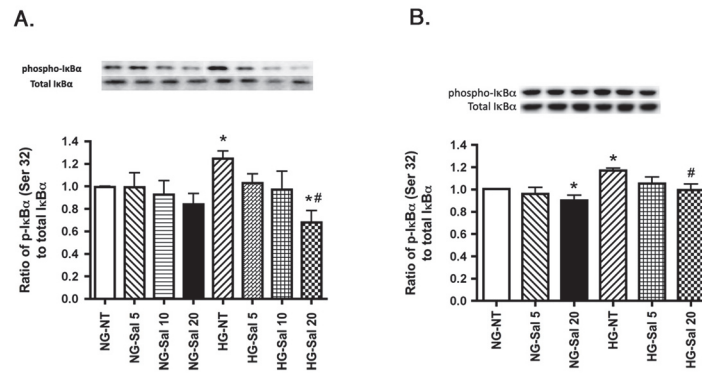 A.
phospho-IκBα
Total IκBα
Ratio of p-IκBα (Ser 32)
to total IκBα
1.4
1.2
1.0
0.8
0.6
0.4
0.2
0.0
*
*#
NG-NT
NG-Sal 5
NG-Sal 10
NG-Sal 20
HG-NT
HG-Sal 5
HG-Sal 10
HG-Sal 20
B.
phospho-IκBα
Total IκBα
Ratio of p-IκBα (Ser 32)
to total IκBα
1.4
1.2
1.0
0.8
0.6
0.4
0.2
0.0
*
*
#
NG-NT
NG-Sal 5
NG-Sal 20
HG-NT
HG-Sal 5
HG-Sal 20